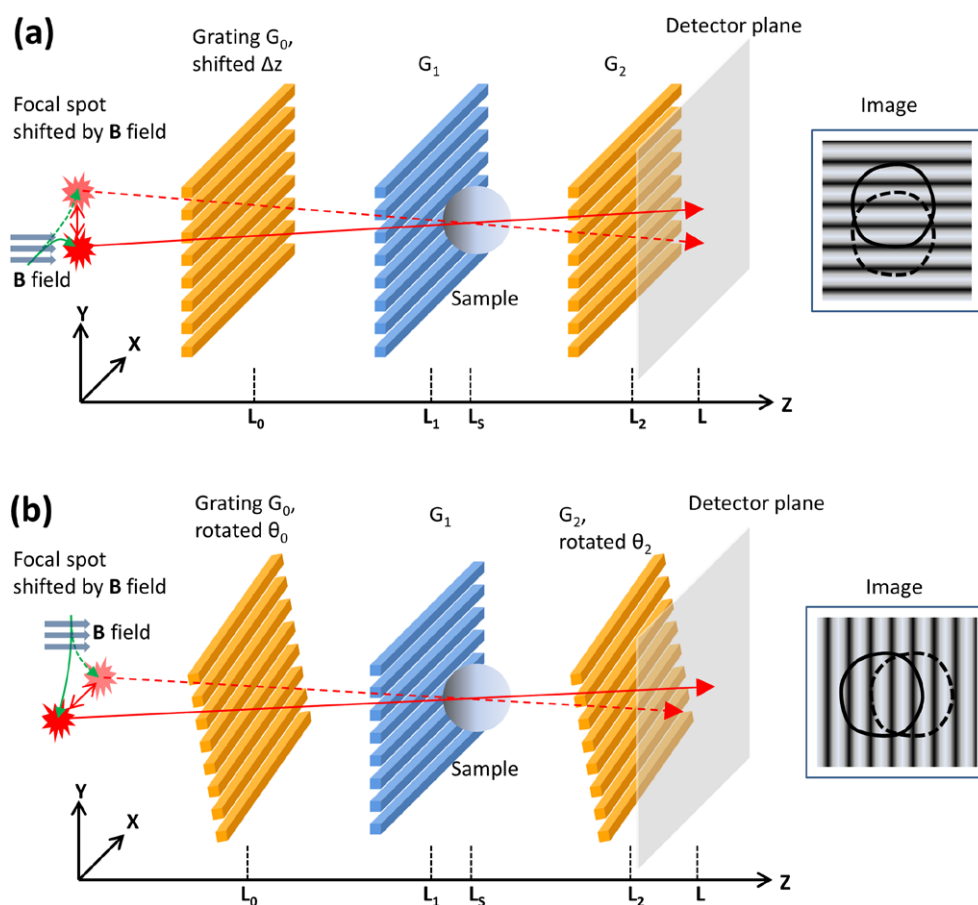 (a)
Grating G₀,
shifted Δz
G₁
G₂
Detector plane
Focal spot
shifted by B field
Image
B field
Sample
Y
X
Z
L₀
L₁
Lₛ
L₂
L
(b)
Grating G₀,
rotated θ₀
G₁
G₂,
rotated θ₂
Detector plane
Focal spot
shifted by B field
Image
B field
Sample
Y
X
Z
L₀
L₁
Lₛ
L₂
L